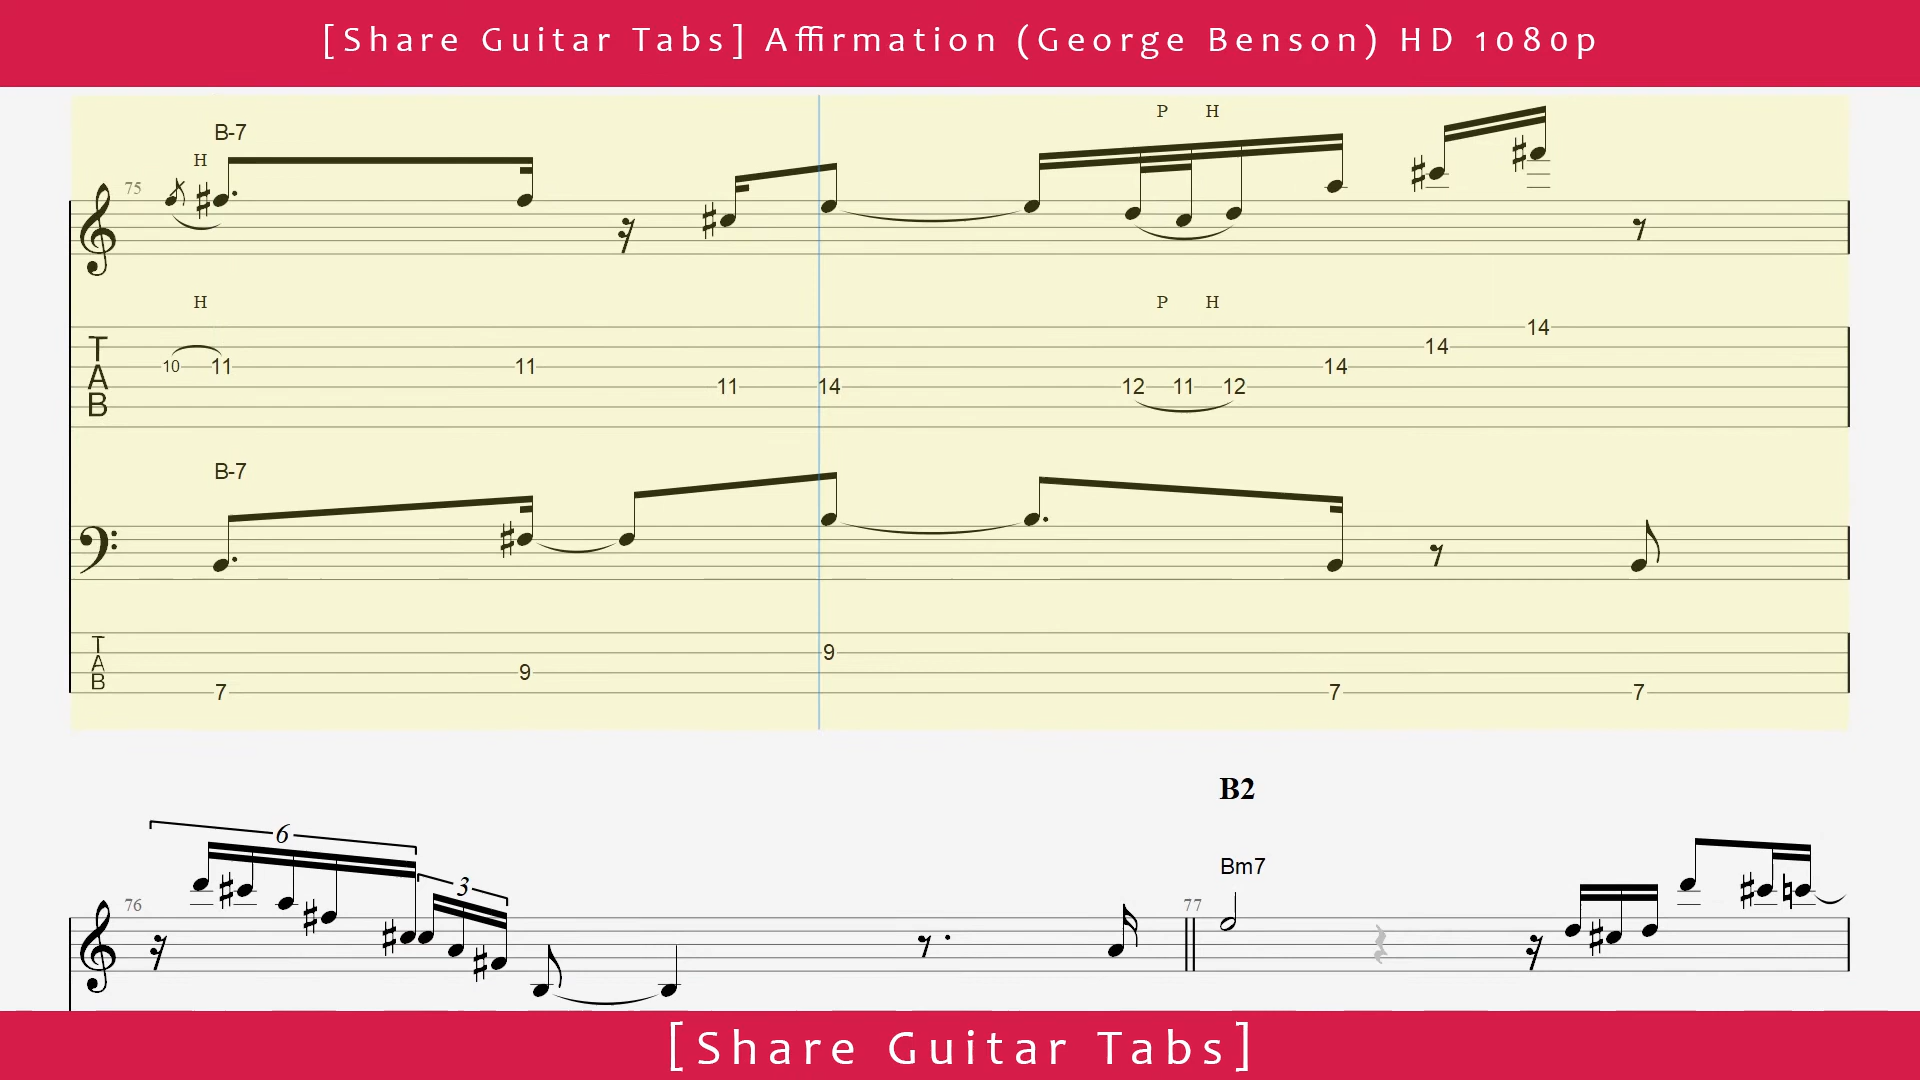 [Share Guitar Tabs] Affirmation (George Benson) HD 1080p
P H
B-7
H
75
H P H
T
A
B
10 11 11 11 14 12 11 12 14 14 14
B-7
T
A
B
7 9 9 7 7
B2
6
Bm7
3
76 77
[Share Guitar Tabs]